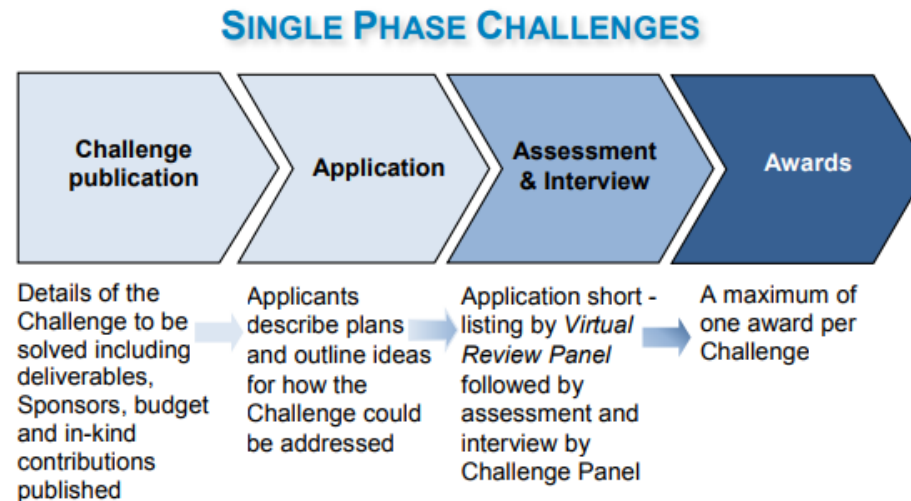 SINGLE PHASE CHALLENGES
Challenge
publication
Application
Assessment
& Interview
Awards
Details of the
Challenge to be
solved including
deliverables,
Sponsors, budget
and in-kind
contributions
published
Applicants
describe plans
and outline ideas
for how the
Challenge could
be addressed
Application short -
listing by Virtual
Review Panel
followed by
assessment and
interview by
Challenge Panel
A maximum of
one award per
Challenge